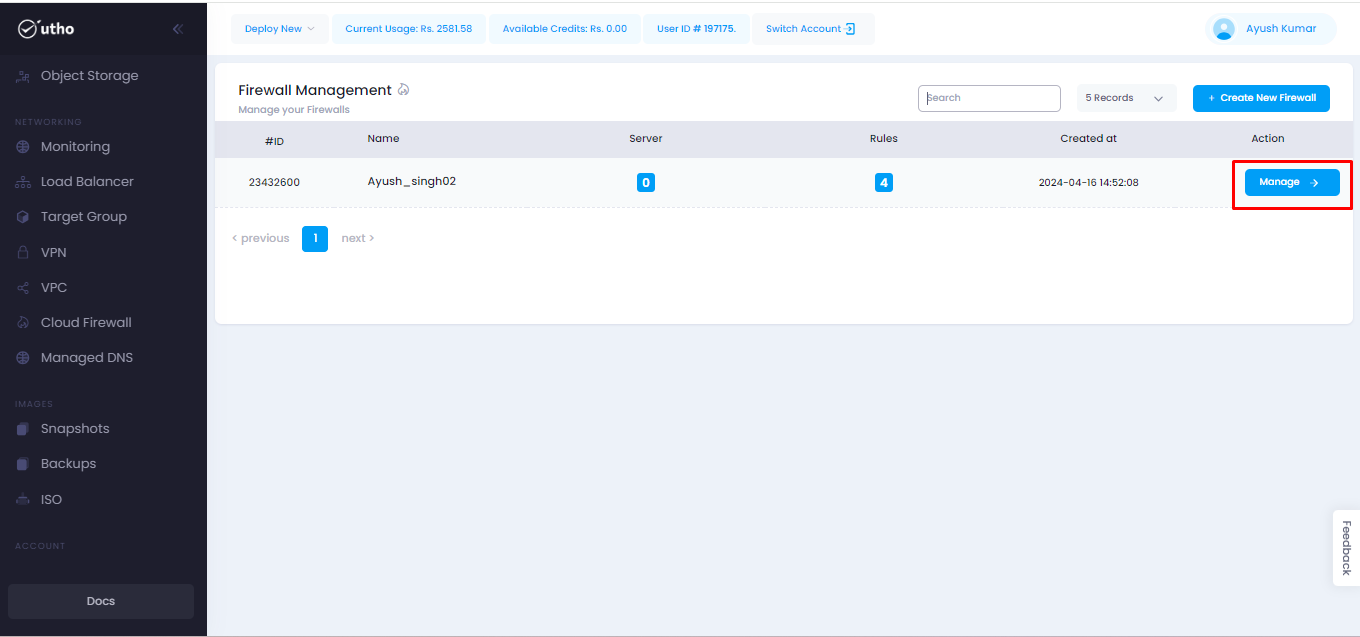 utho
Deploy New
Current Usage: Rs. 2581.58
Available Credits: Rs. 0.00
User ID # 197175.
Switch Account
Ayush Kumar
Object Storage
NETWORKING
Monitoring
Load Balancer
Target Group
VPN
VPC
Cloud Firewall
Managed DNS
IMAGES
Snapshots
Backups
ISO
ACCOUNT
Docs
Firewall Management
Manage your Firewalls
Search
5 Records
+ Create New Firewall
#ID Name Server Rules Created at Action
23432600 Ayush_singh02 0 4 2024-04-16 14:52:08 Manage →
< previous 1 next >
Feedback